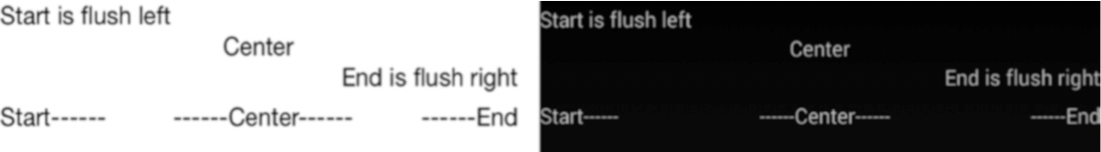 Start is flush left
Center
End is flush right
Start------ ------Center------ ------End
Start is flush left
Center
End is flush right
Start------ ------Center------ ------End